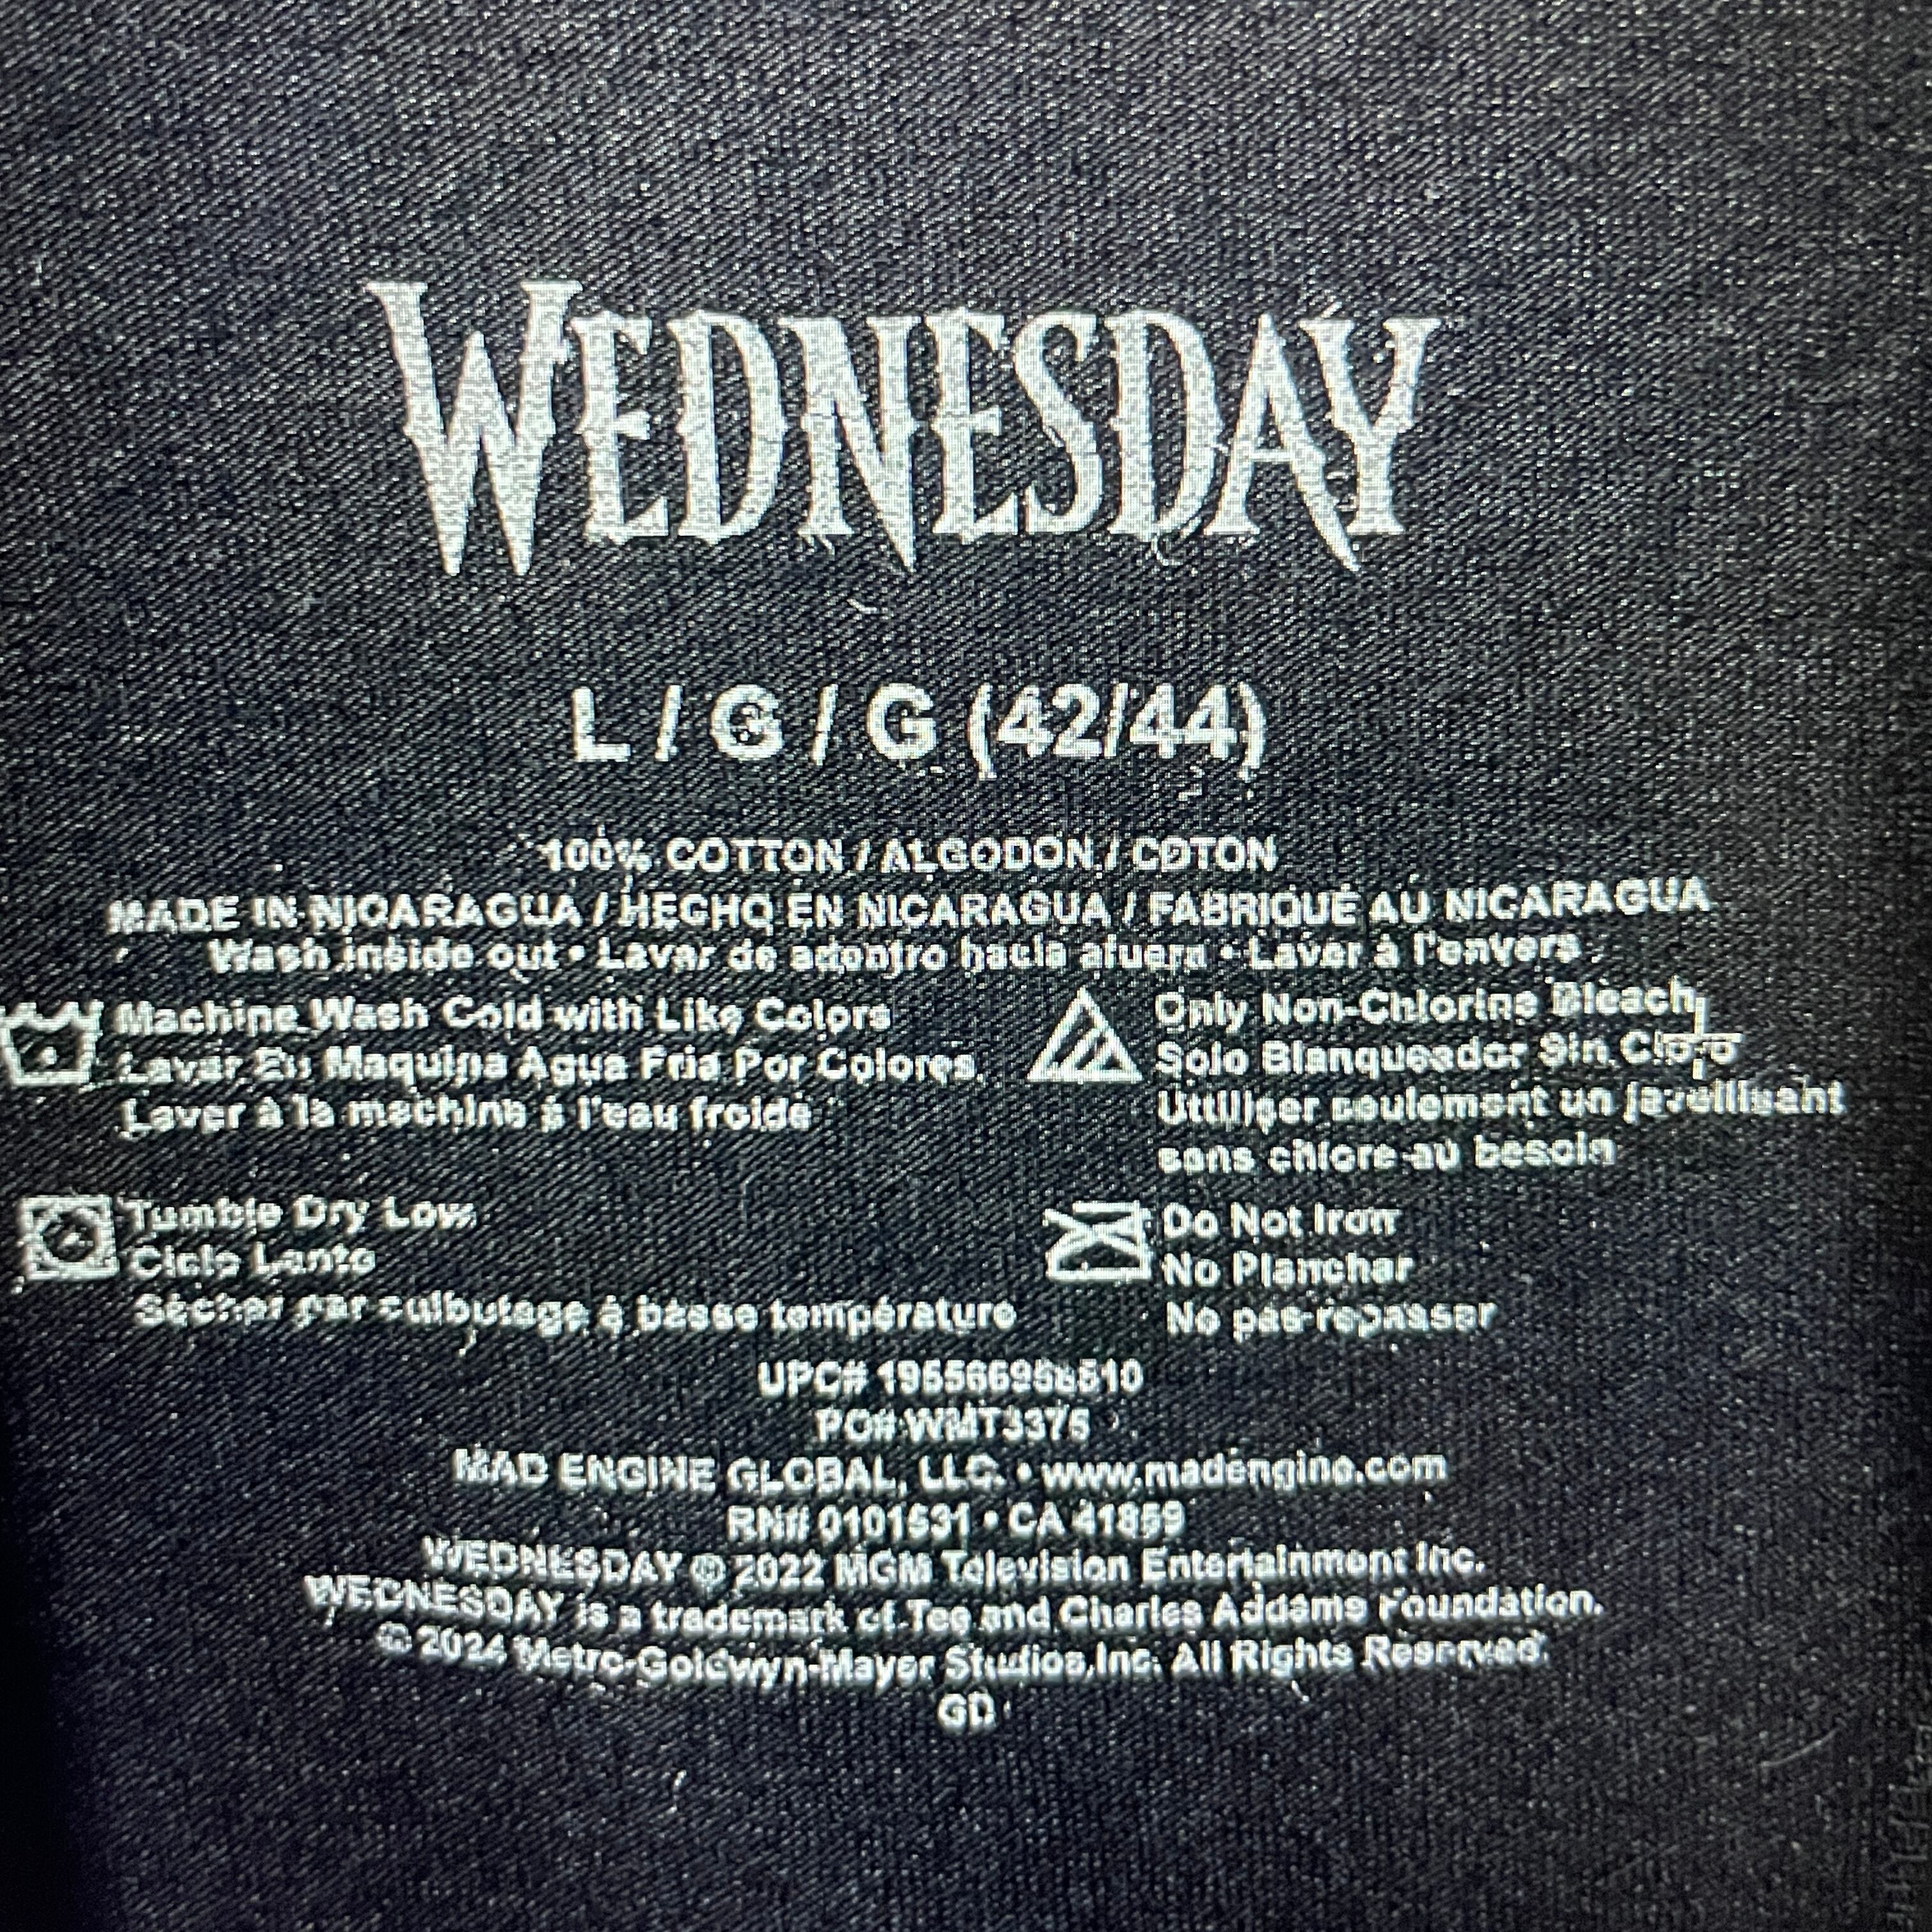 WEDNESDAY
L / G / G (42/44)
100% COTTON / ALGODON / COTON
MADE IN NICARAGUA / HECHO EN NICARAGUA / FABRIQUÉ AU NICARAGUA
Wash inside out • Lavar de adentro hacia afuera • Laver à l'envers
Machine Wash Cold with Like Colors
Lavar En Maquina Agua Fria Por Colores
Laver à la machine à l'eau froide
Only Non-Chlorine Bleach
Solo Blanqueador Sin Cloro
Utiliser seulement un javellisant
sans chlore au besoin
Tumble Dry Low
Ciclo Lento
Sécher par culbutage à basse température
Do Not Iron
No Planchar
No pas repasser
UPC#
PO# WMT3375
MAD ENGINE GLOBAL, LLC. • www.madengine.com
RN# 0101531 • CA 41859
WEDNESDAY © 2022 MGM Television Entertainment Inc.
WEDNESDAY is a trademark of Tee and Charles Addams Foundation.
© 2024 Metro-Goldwyn-Mayer Studios Inc. All Rights Reserved.
GD